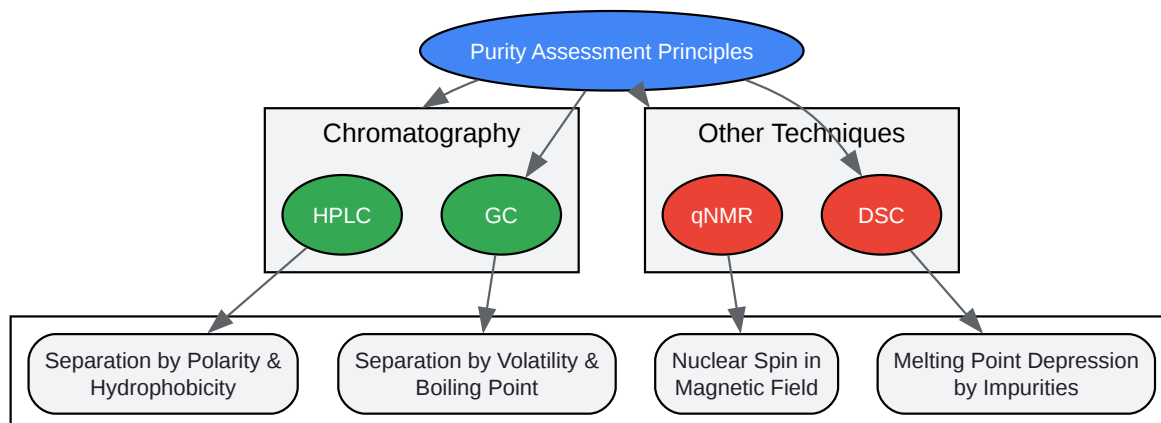 Purity Assessment Principles
Chromatography
Other Techniques
HPLC
GC
qNMR
DSC
Separation by Polarity &
Hydrophobicity
Separation by Volatility &
Boiling Point
Nuclear Spin in
Magnetic Field
Melting Point Depression
by Impurities